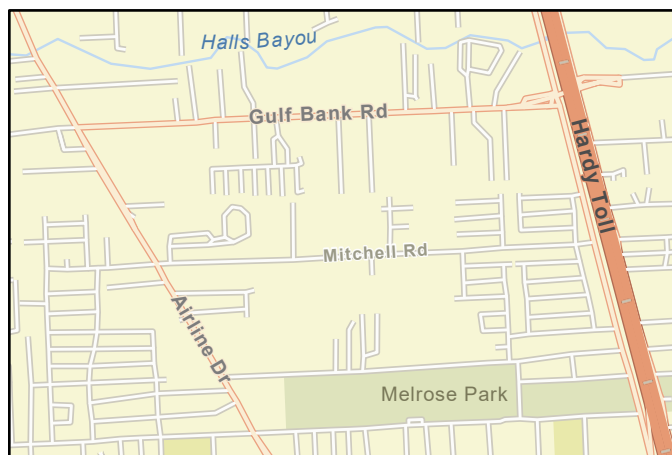 Halls Bayou
Gulf Bank Rd
Hardy Toll
Mitchell Rd
Airline Dr
Melrose Park